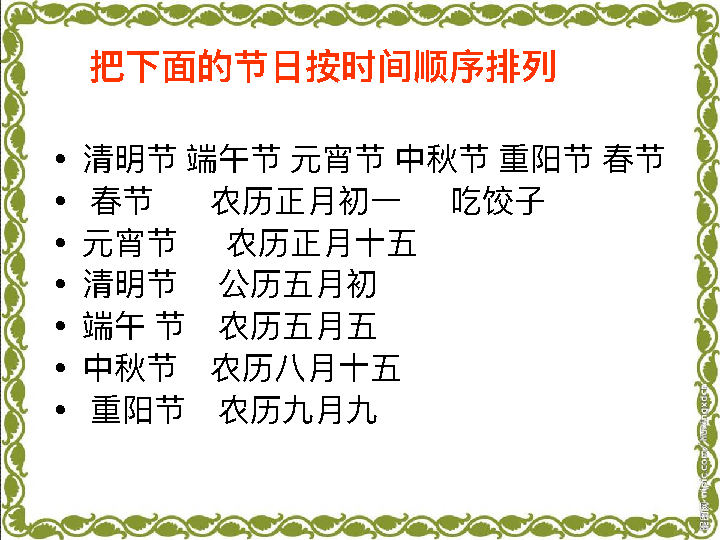 把下面的节日按时间顺序排列
• 清明节 端午节 元宵节 中秋节 重阳节 春节
• 春节 农历正月初一 吃饺子
• 元宵节 农历正月十五
• 清明节 公历五月初
• 端午 节 农历五月五
• 中秋节 农历八月十五
• 重阳节 农历九月九